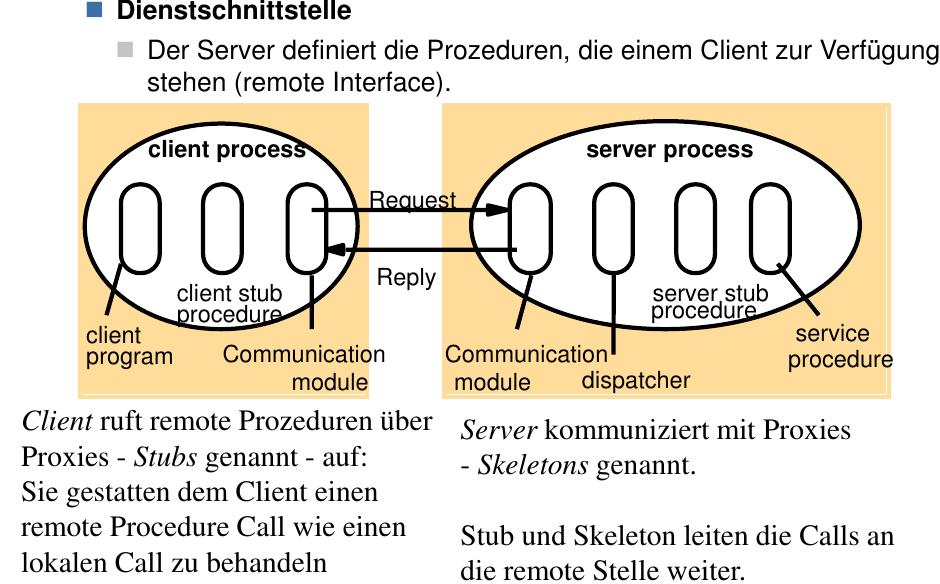 Dienstschnittstelle
Der Server definiert die Prozeduren, die einem Client zur Verfügung
stehen (remote Interface).
client process
server process
Request
Reply
client stub
procedure
server stub
procedure
client
program
Communication
module
Communication
module
dispatcher
service
procedure
Client ruft remote Prozeduren über
Proxies - Stubs genannt - auf:
Sie gestatten dem Client einen
remote Procedure Call wie einen
lokalen Call zu behandeln
Server kommuniziert mit Proxies
- Skeletons genannt.
Stub und Skeleton leiten die Calls an
die remote Stelle weiter.